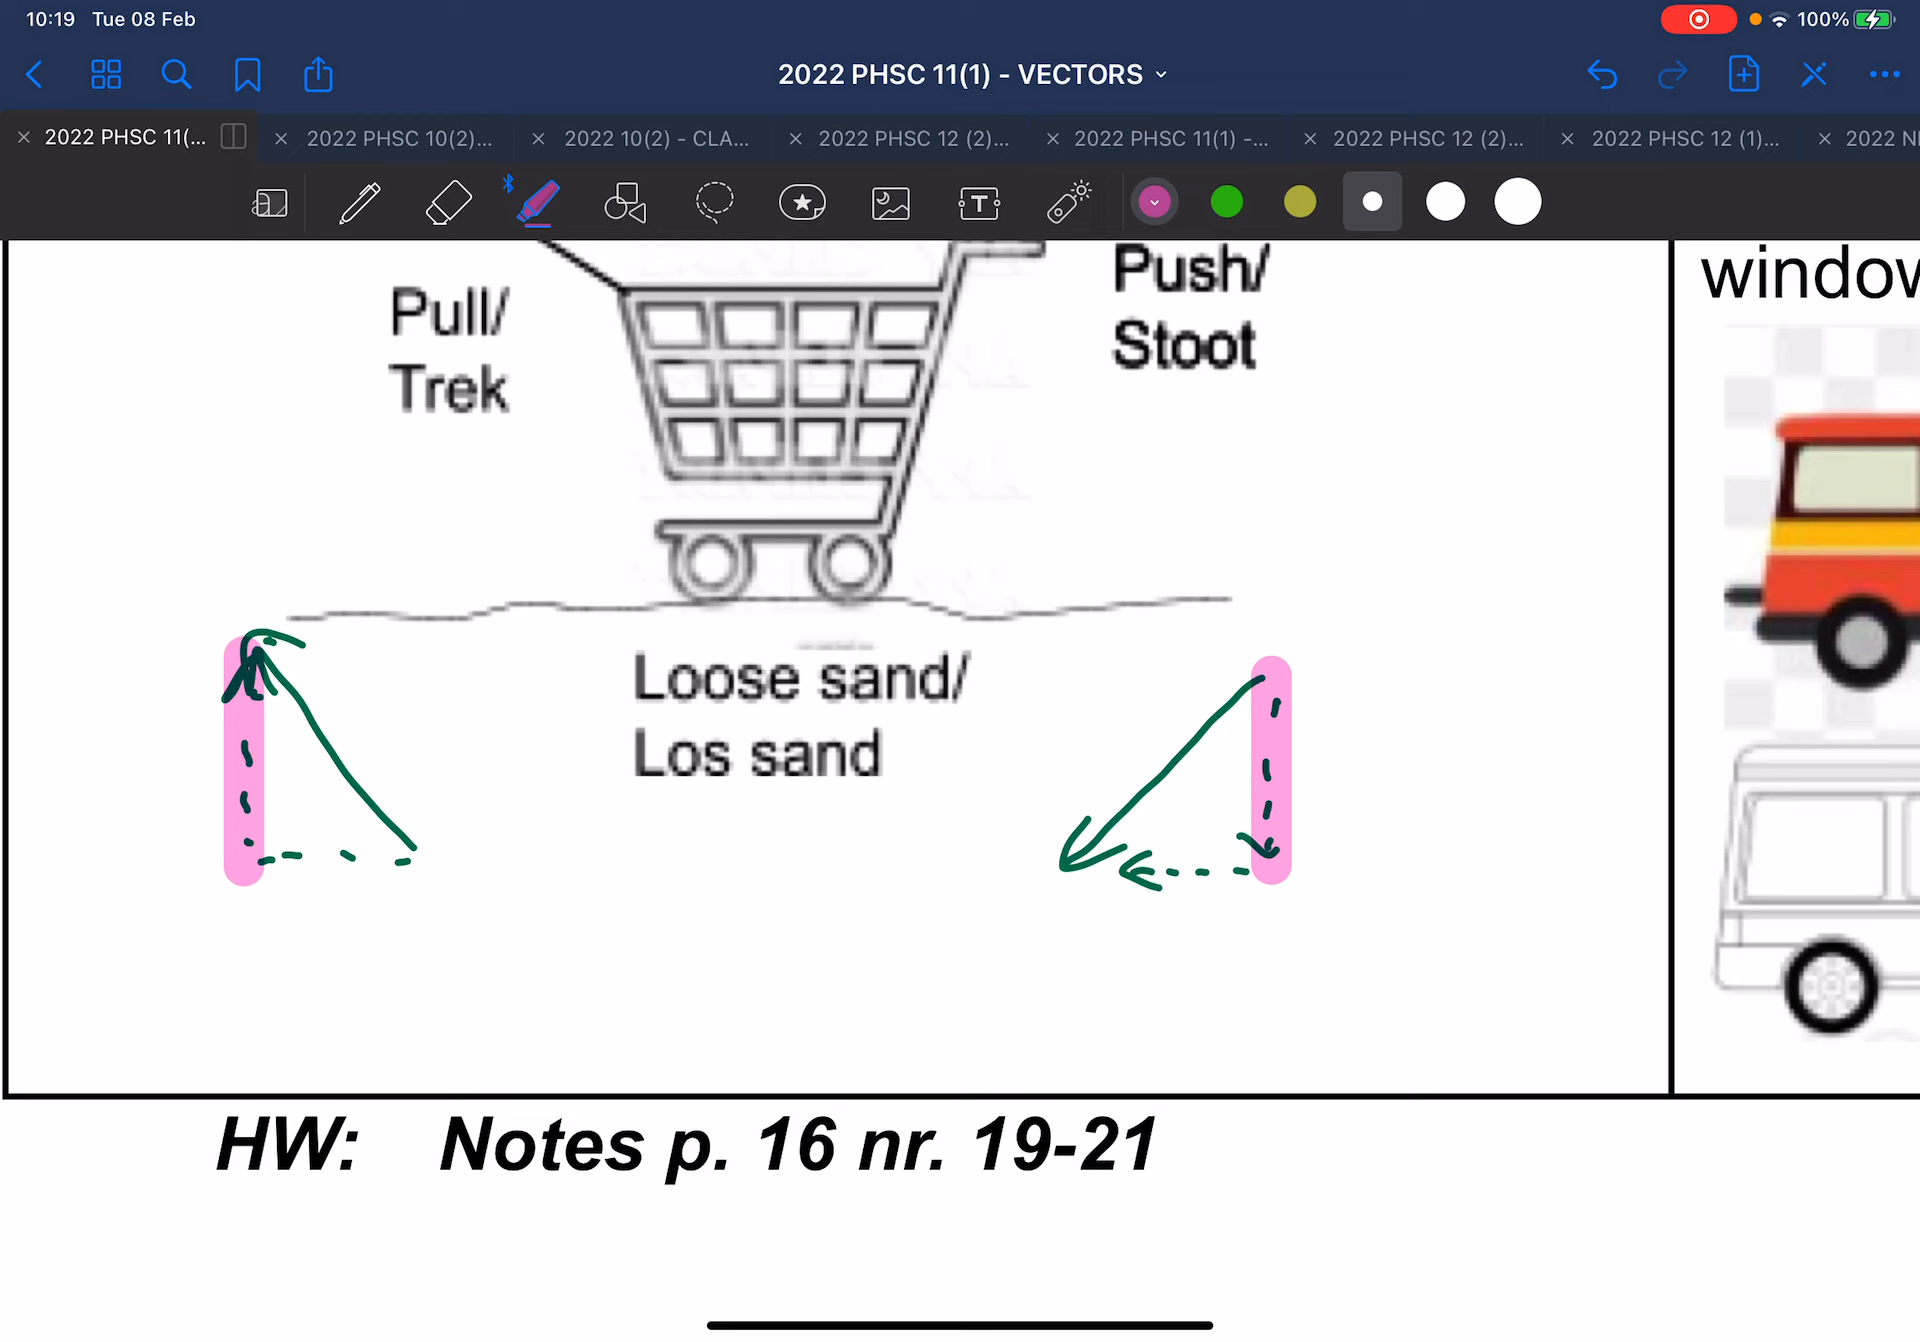 10:19 Tue 08 Feb
100%
2022 PHSC 11(1) - VECTORS
2022 PHSC 11(...
2022 PHSC 10(2)...
2022 10(2) - CLA...
2022 PHSC 12 (2)...
2022 PHSC 11(1) -...
2022 PHSC 12 (2)...
2022 PHSC 12 (1)...
2022
T
Pull/
Trek
Push/
Stoot
window
Loose sand/
Los sand
HW: Notes p. 16 nr. 19-21